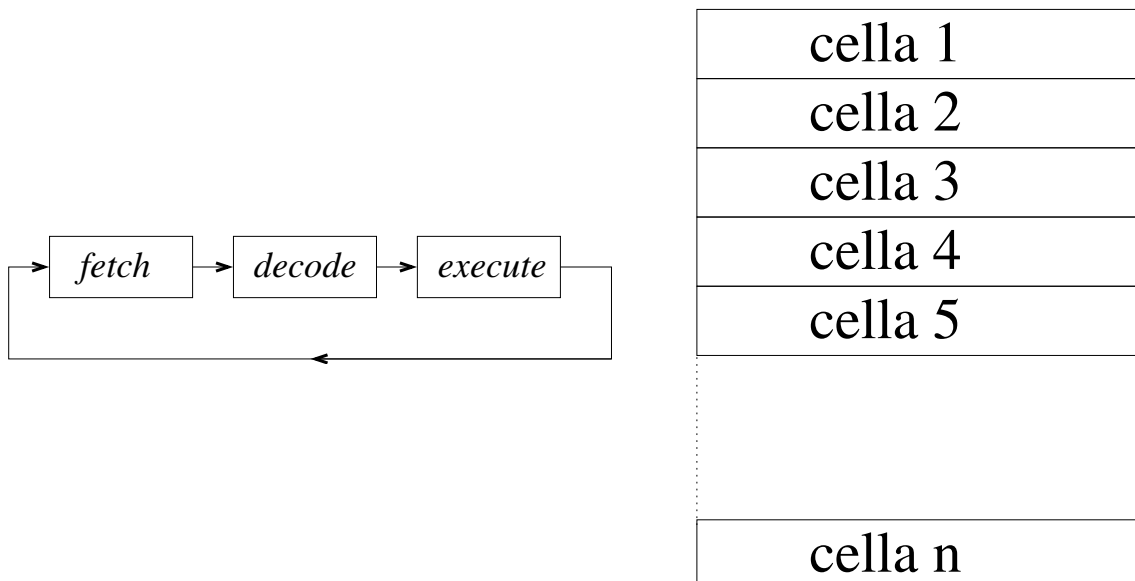 fetch
decode
execute
cella 1
cella 2
cella 3
cella 4
cella 5
cella n